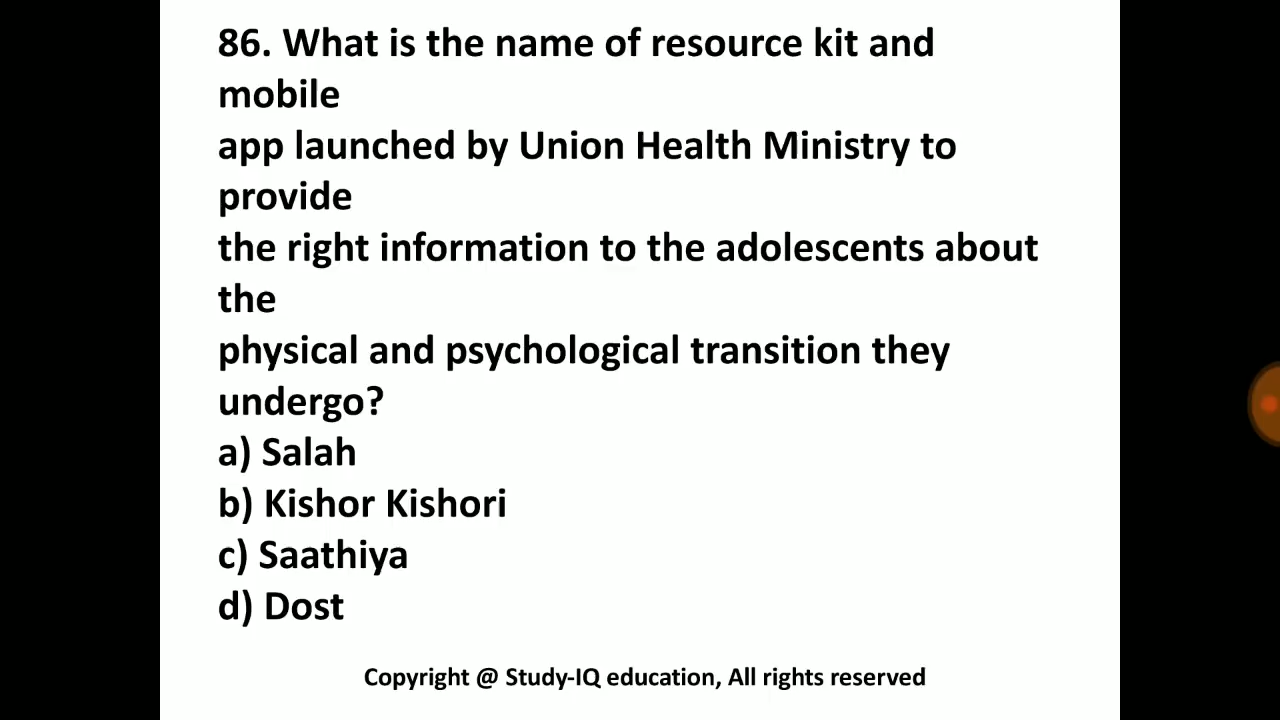 86. What is the name of resource kit and
mobile
app launched by Union Health Ministry to
provide
the right information to the adolescents about
the
physical and psychological transition they
undergo?
a) Salah
b) Kishor Kishori
c) Saathiya
d) Dost
Copyright @ Study-IQ education, All rights reserved